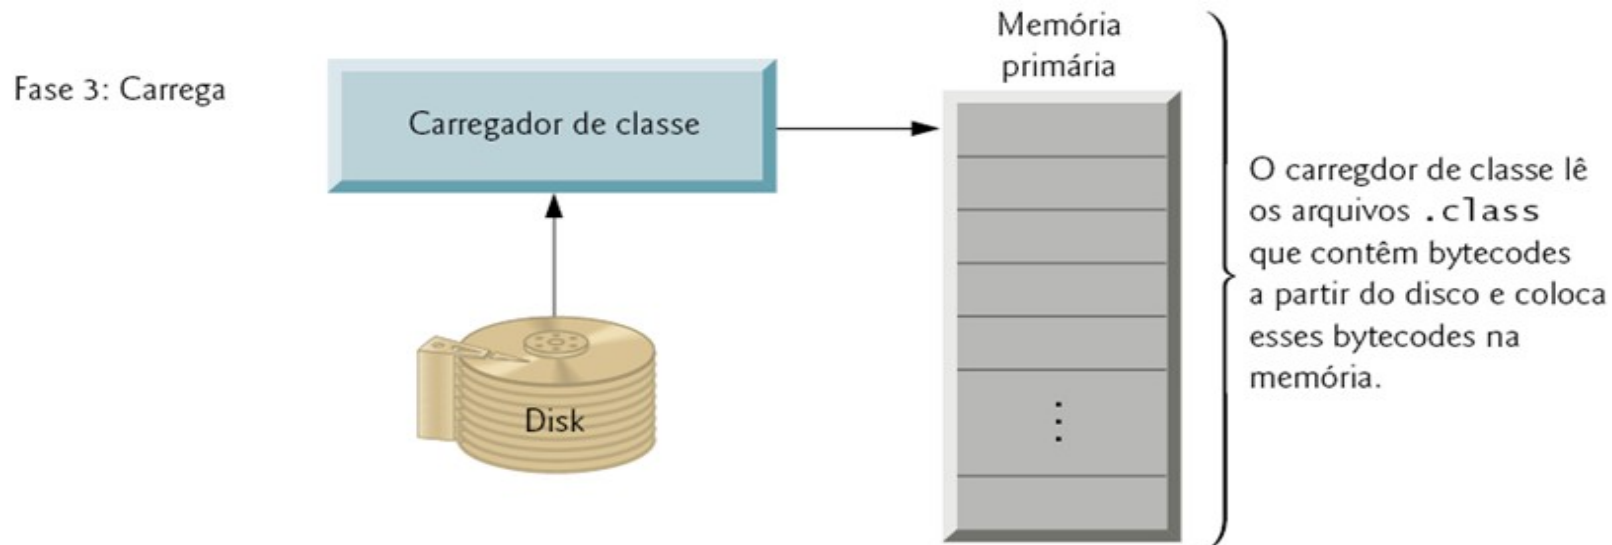 Fase 3: Carrega
Carregador de classe
Disk
Memória
primária
O carregdor de classe lê
os arquivos .class
que contêm bytecodes
a partir do disco e coloca
esses bytecodes na
memória.